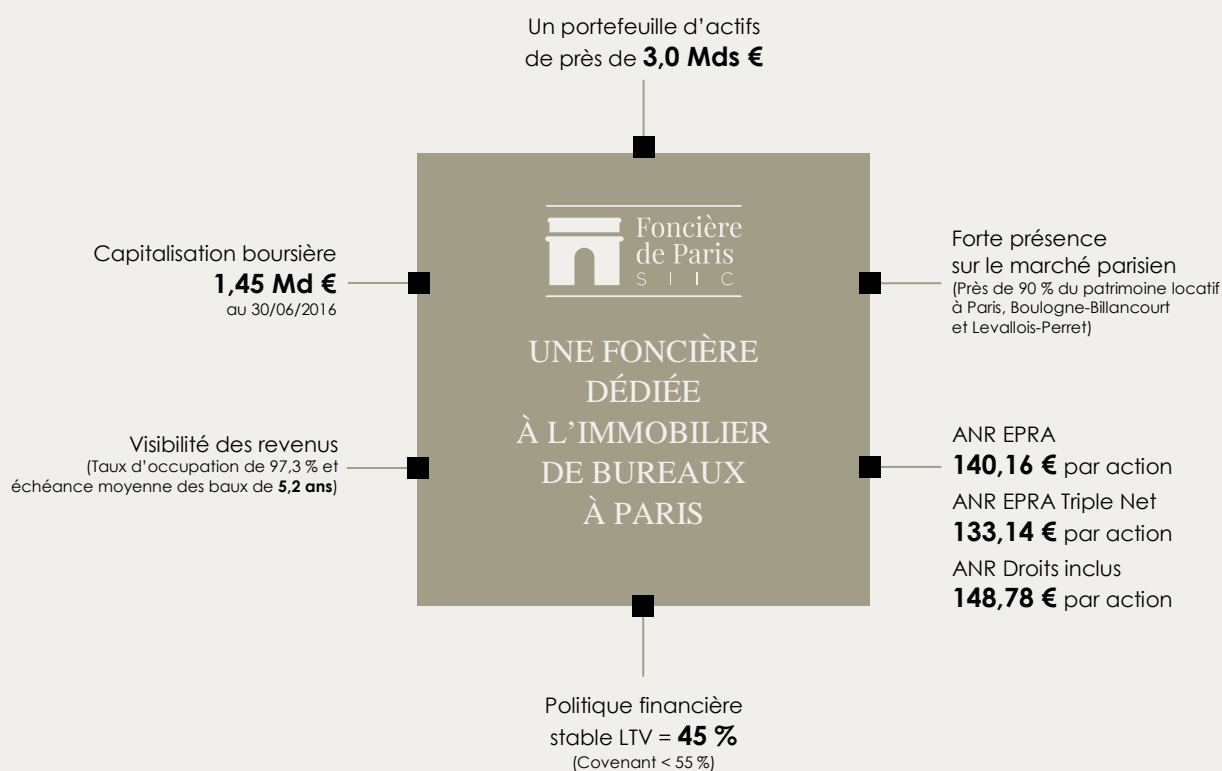 Un portefeuille d’actifs
de près de 3,0 Mds €
Capitalisation boursière
1,45 Md €
au 30/06/2016
Visibilité des revenus
(Taux d’occupation de 97,3 % et
échéance moyenne des baux de 5,2 ans)
Foncière
de Paris
S I I C
UNE FONCIÈRE
DÉDIÉE
À L’IMMOBILIER
DE BUREAUX
À PARIS
Forte présence
sur le marché parisien
(Près de 90 % du patrimoine locatif
à Paris, Boulogne-Billancourt
et Levallois-Perret)
ANR EPRA
140,16 € par action
ANR EPRA Triple Net
133,14 € par action
ANR Droits inclus
148,78 € par action
Politique financière
stable LTV = 45 %
(Covenant < 55 %)